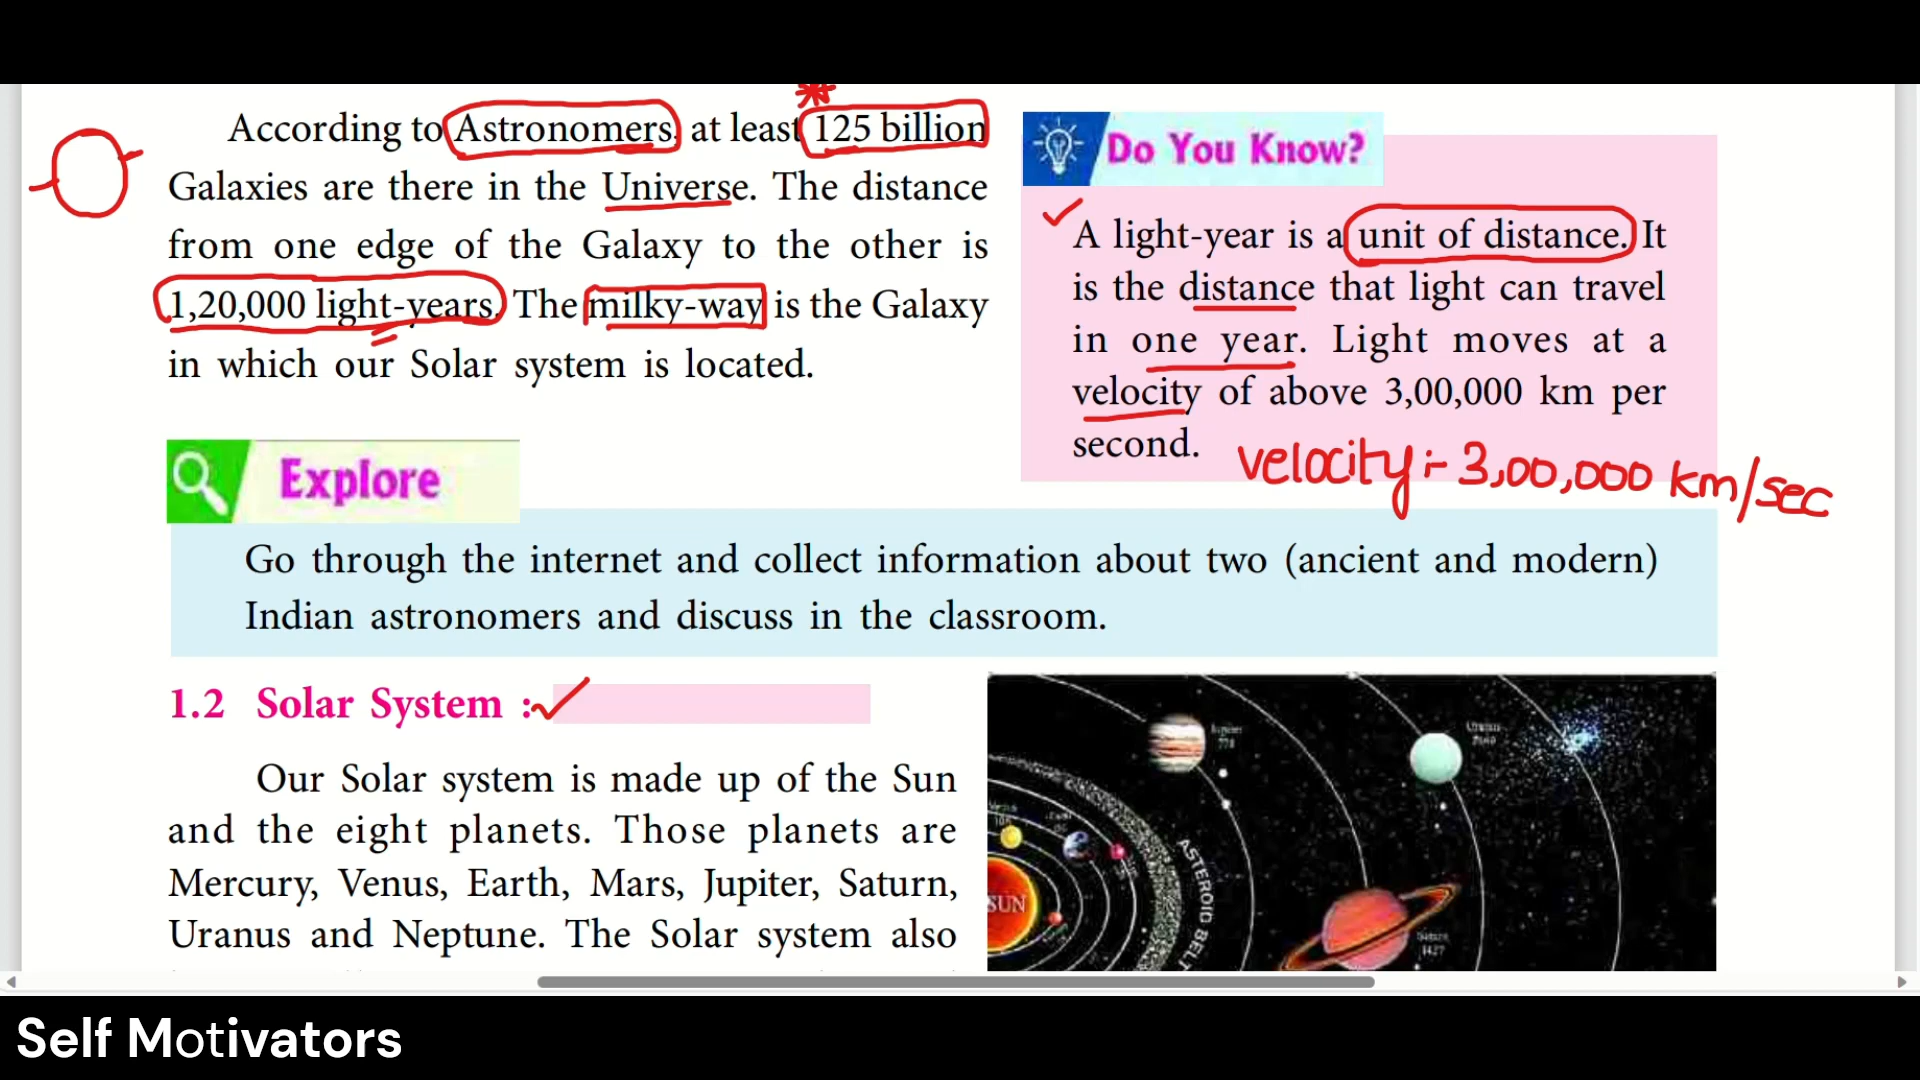 According to Astronomers, at least 125 billion
Galaxies are there in the Universe. The distance
from one edge of the Galaxy to the other is
1,20,000 light-years. The milky-way is the Galaxy
in which our Solar system is located.
Do You Know?
A light-year is a unit of distance. It
is the distance that light can travel
in one year. Light moves at a
velocity of above 3,00,000 km per
second.
velocity :- 3,00,000 km/sec
Explore
Go through the internet and collect information about two (ancient and modern)
Indian astronomers and discuss in the classroom.
1.2 Solar System :
Our Solar system is made up of the Sun
and the eight planets. Those planets are
Mercury, Venus, Earth, Mars, Jupiter, Saturn,
Uranus and Neptune. The Solar system also
Jupiter
778
Uranus
SUN
ASTEROID BELT
Saturn
1427
Self Motivators